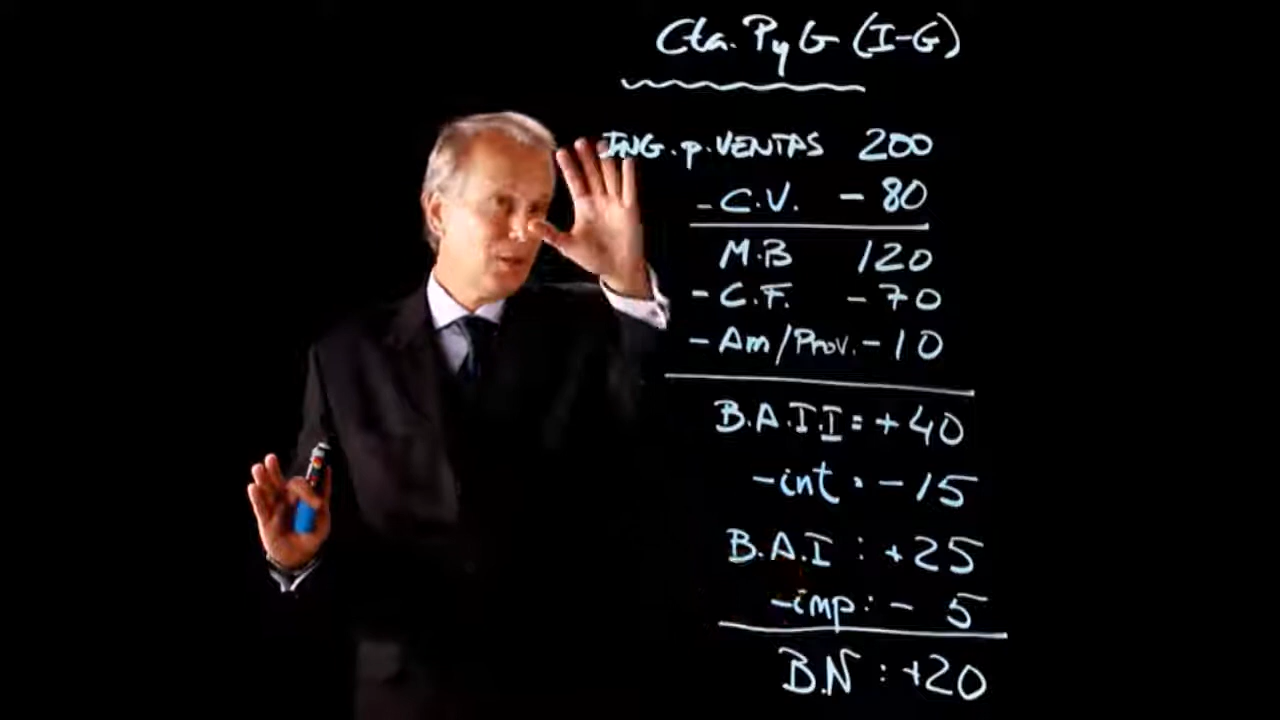 Cta. PyG (I-G)
ING. p. VENTAS 200
- C.V. - 80
M.B 120
- C.F. - 70
- Am/Prov. - 10
B.A.I.I = + 40
- int. - 15
B.A.I : + 25
- imp: - 5
B.N : +20